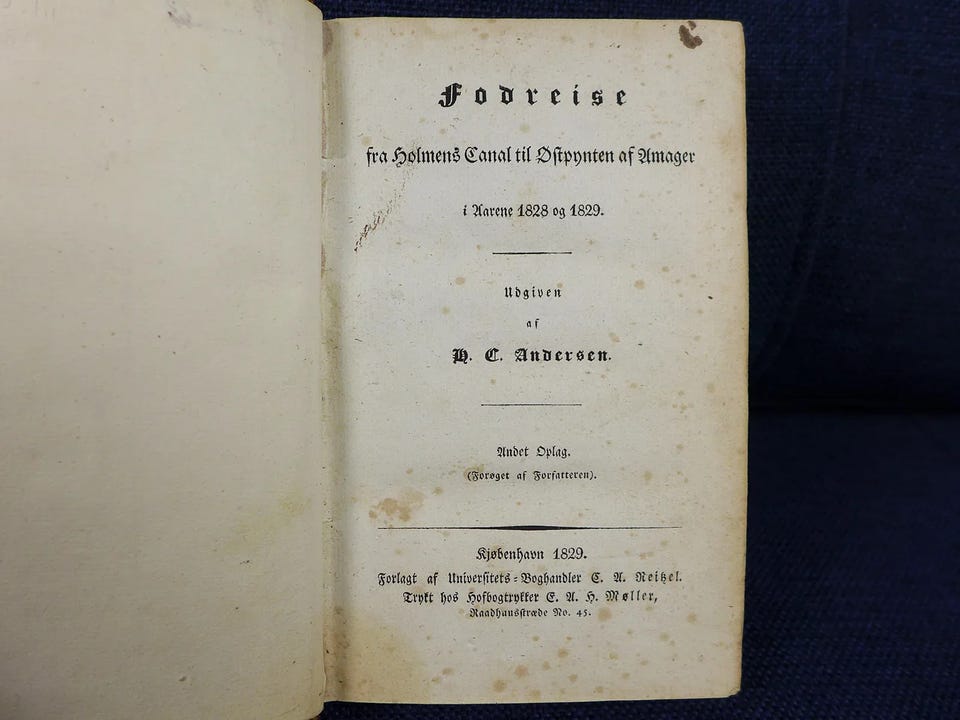 Fodreise
fra Holmens Canal til Østpynten af Amager
i Aarene 1828 og 1829.
Udgiven
af
H. C. Andersen.
Andet Oplag.
(Forøget af Forfatteren).
Kjøbenhavn 1829.
Forlagt af Universitets-Boghandler C. A. Reitzel.
Trykt hos Hofbogtrykker E. A. H. Møller,
Raadhuusstræde No. 45.